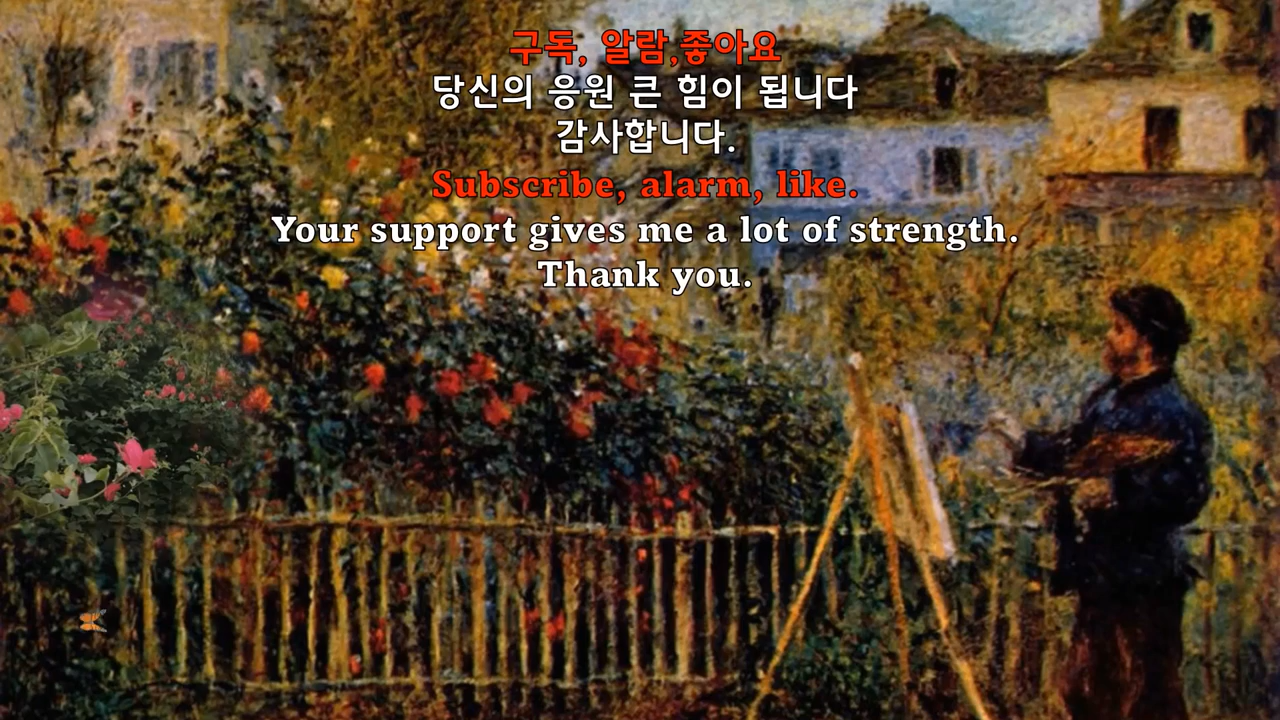 구독, 알람,좋아요
당신의 응원 큰 힘이 됩니다
감사합니다.
Subscribe, alarm, like.
Your support gives me a lot of strength.
Thank you.